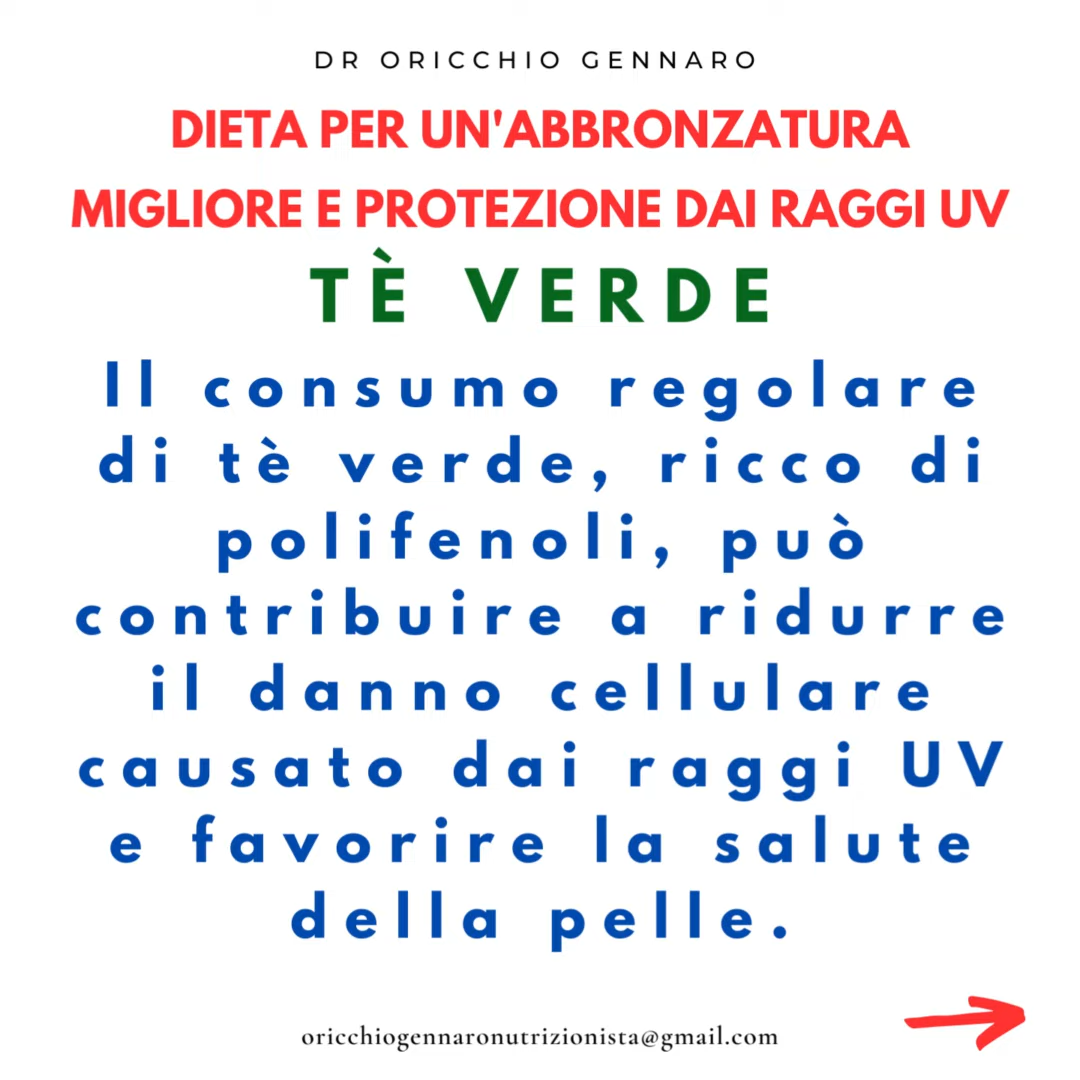 DR ORICCHIO GENNARO
DIETA PER UN'ABBRONZATURA
MIGLIORE E PROTEZIONE DAI RAGGI UV
TÈ VERDE
Il consumo regolare
di tè verde, ricco di
polifenoli, può
contribuire a ridurre
il danno cellulare
causato dai raggi UV
e favorire la salute
della pelle.
oricchiogennaronutrizionista@gmail.com